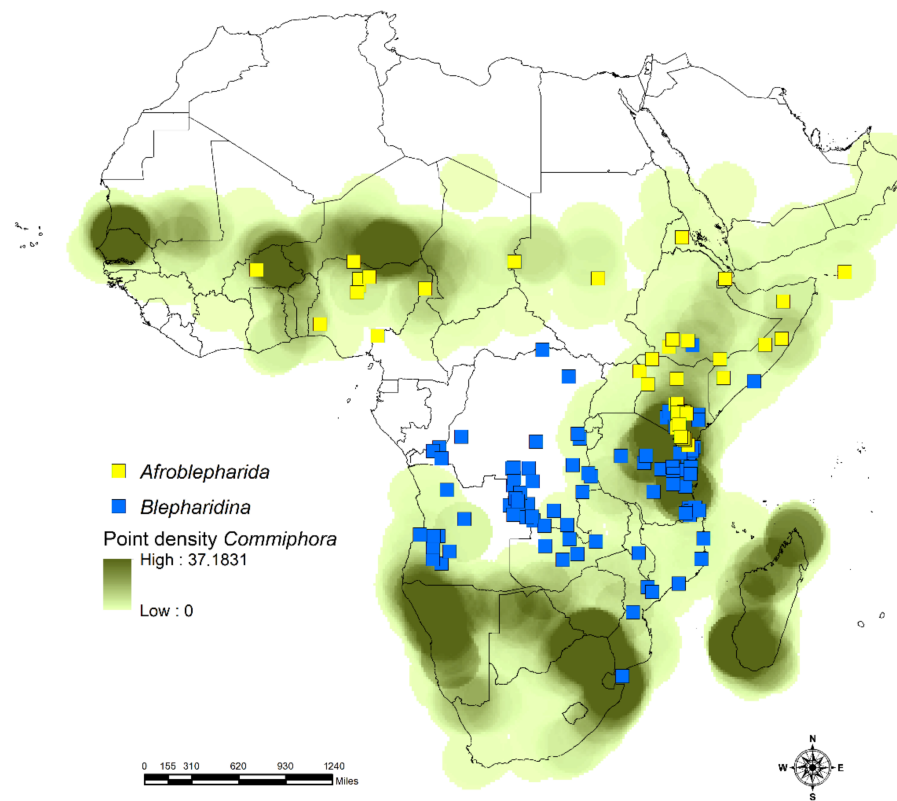 Afroblepharida
Blepharidina
Point density Commiphora
High : 37.1831
Low : 0
0 155 310 620 930 1240
Miles
N
W E
S